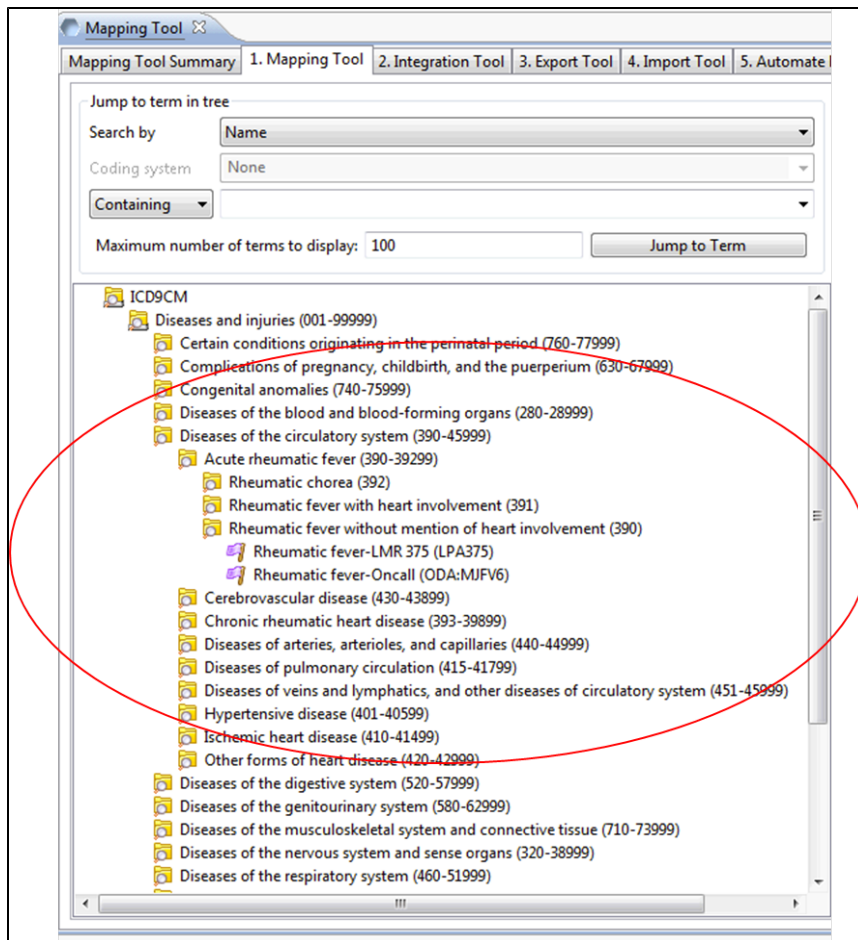 Mapping Tool
Mapping Tool Summary 1. Mapping Tool 2. Integration Tool 3. Export Tool 4. Import Tool 5. Automate
Jump to term in tree
Search by Name
Coding system None
Containing
Maximum number of terms to display: 100 Jump to Term
ICD9CM
Diseases and injuries (001-99999)
Certain conditions originating in the perinatal period (760-77999)
Complications of pregnancy, childbirth, and the puerperium (630-67999)
Congenital anomalies (740-75999)
Diseases of the blood and blood-forming organs (280-28999)
Diseases of the circulatory system (390-45999)
Acute rheumatic fever (390-39299)
Rheumatic chorea (392)
Rheumatic fever with heart involvement (391)
Rheumatic fever without mention of heart involvement (390)
Rheumatic fever-LMR 375 (LPA375)
Rheumatic fever-Oncall (ODA:MJFV6)
Cerebrovascular disease (430-43899)
Chronic rheumatic heart disease (393-39899)
Diseases of arteries, arterioles, and capillaries (440-44999)
Diseases of pulmonary circulation (415-41799)
Diseases of veins and lymphatics, and other diseases of circulatory system (451-45999)
Hypertensive disease (401-40599)
Ischemic heart disease (410-41499)
Other forms of heart disease (420-42999)
Diseases of the digestive system (520-57999)
Diseases of the genitourinary system (580-62999)
Diseases of the musculoskeletal system and connective tissue (710-73999)
Diseases of the nervous system and sense organs (320-38999)
Diseases of the respiratory system (460-51999)